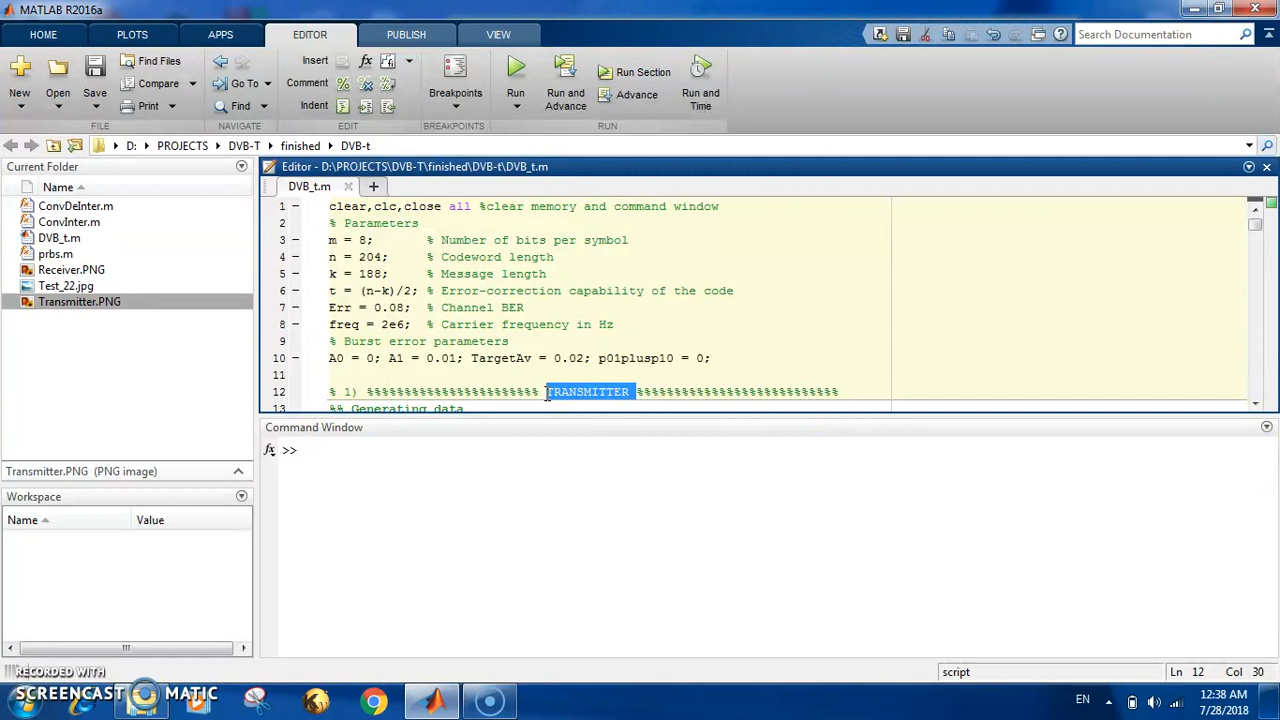 MATLAB R2016a
HOME PLOTS APPS EDITOR PUBLISH VIEW Search Documentation
New Open Save Find Files Compare Print Go To Find Insert Comment Indent Breakpoints Run Run and Advance Run Section Advance Run and Time
FILE NAVIGATE EDIT BREAKPOINTS RUN
D: PROJECTS DVB-T finished DVB-t
Current Folder
Name
ConvDeInter.m
ConvInter.m
DVB_t.m
prbs.m
Receiver.PNG
Test_22.jpg
Transmitter.PNG
Transmitter.PNG (PNG image)
Workspace
Name Value
Editor - D:\PROJECTS\DVB-T\finished\DVB-t\DVB_t.m
DVB_t.m
1 clear,clc,close all %clear memory and command window
2 % Parameters
3 m = 8; % Number of bits per symbol
4 n = 204; % Codeword length
5 k = 188; % Message length
6 t = (n-k)/2; % Error-correction capability of the code
7 Err = 0.08; % Channel BER
8 freq = 2e6; % Carrier frequency in Hz
9 % Burst error parameters
10 A0 = 0; A1 = 0.01; TargetAv = 0.02; p01plusp10 = 0;
11
12 % 1) %%%%%%%%%%%%%%%%%%%%%%% TRANSMITTER %%%%%%%%%%%%%%%%%%%%%%%%%%%
13 %% Generating data
Command Window
fx >>
script Ln 12 Col 30
RECORDED WITH
SCREENCAST MATIC
EN 12:38 AM
7/28/2018